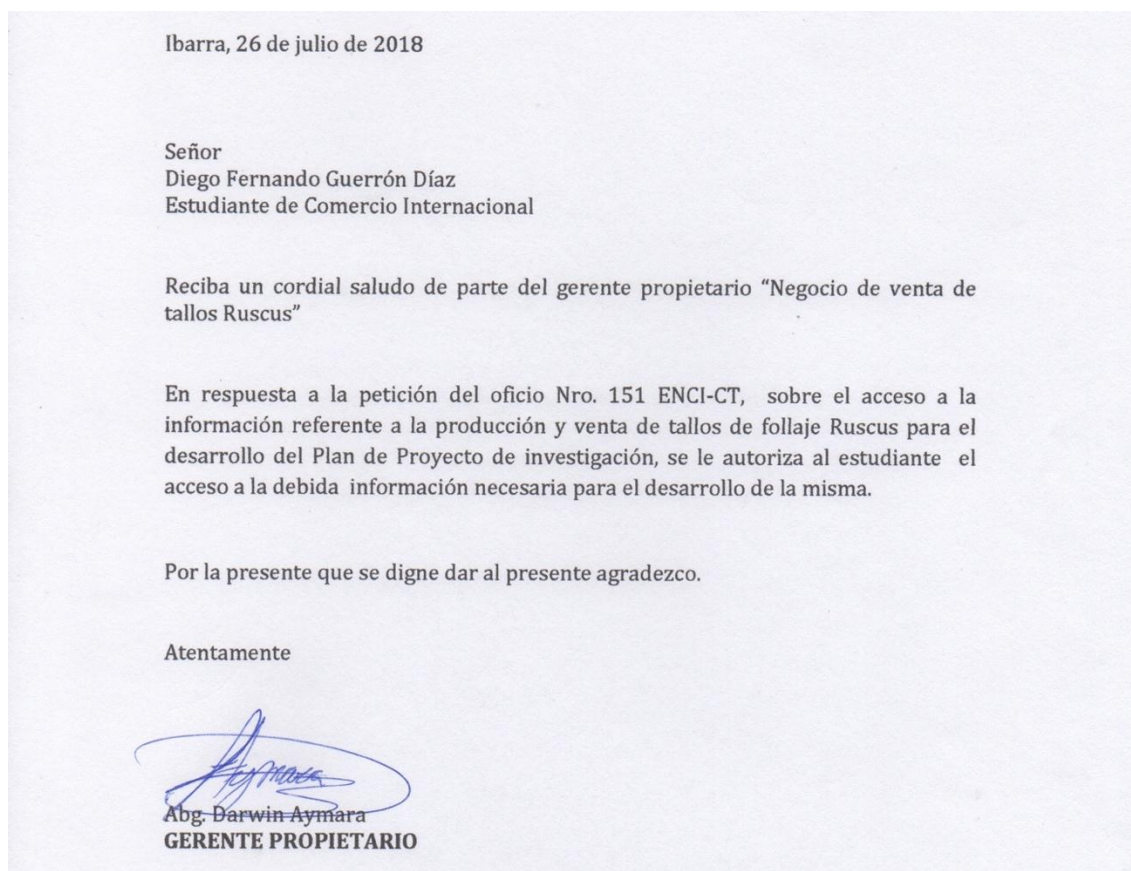 Ibarra, 26 de julio de 2018
Señor
Diego Fernando Guerrón Díaz
Estudiante de Comercio Internacional
Reciba un cordial saludo de parte del gerente propietario “Negocio de venta de
tallos Ruscus”
En respuesta a la petición del oficio Nro. 151 ENCI-CT, sobre el acceso a la
información referente a la producción y venta de tallos de follaje Ruscus para el
desarrollo del Plan de Proyecto de investigación, se le autoriza al estudiante el
acceso a la debida información necesaria para el desarrollo de la misma.
Por la presente que se digne dar al presente agradezco.
Atentamente
Abg. Darwin Aymara
GERENTE PROPIETARIO